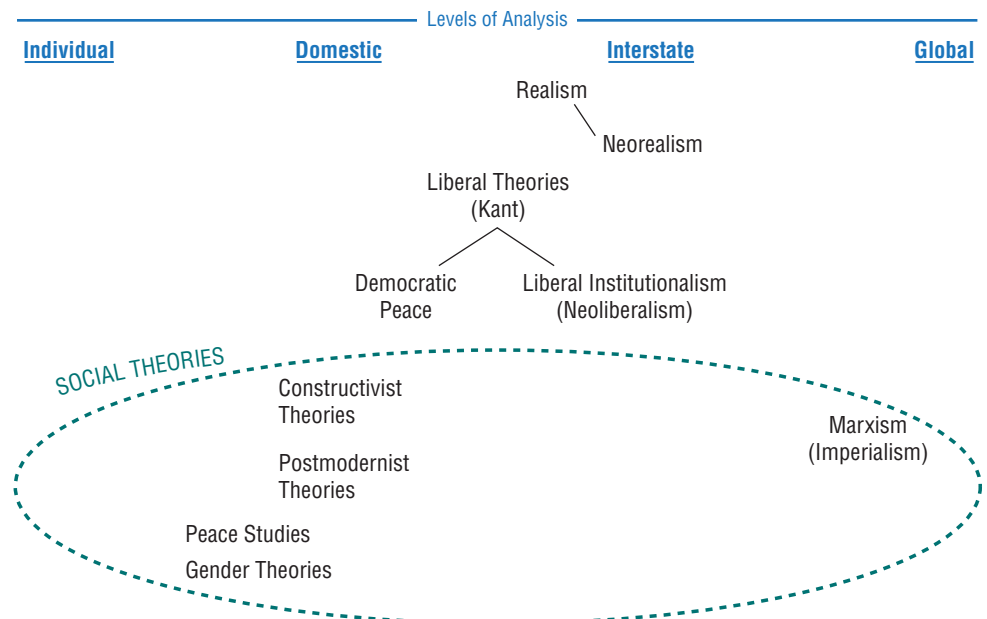 Levels of Analysis
Individual Domestic Interstate Global
Realism
Neorealism
Liberal Theories
(Kant)
Democratic
Peace
Liberal Institutionalism
(Neoliberalism)
SOCIAL THEORIES
Constructivist
Theories
Marxism
(Imperialism)
Postmodernist
Theories
Peace Studies
Gender Theories